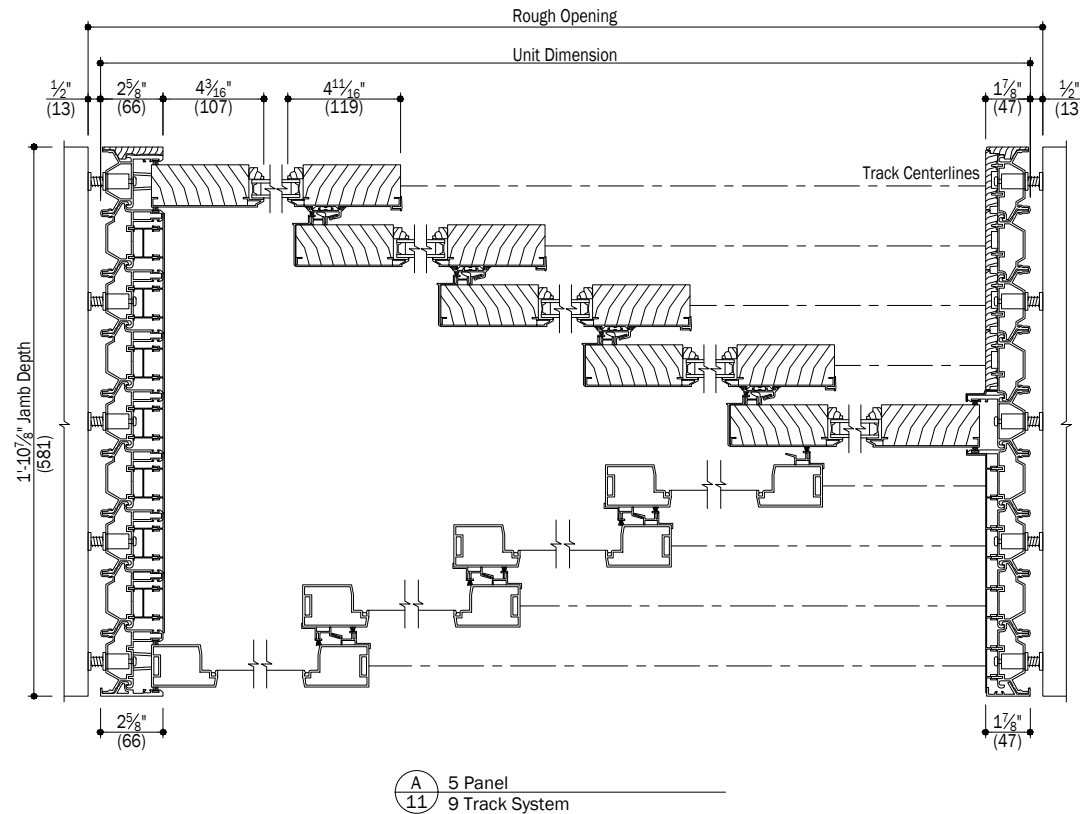 Rough Opening
Unit Dimension
½" 2⅝" 4³⁄₁₆" 4¹¹⁄₁₆" 1⅞" ½"
(13) (66) (107) (119) (47) (13
Track Centerlines
1'-10⅞" Jamb Depth
(581)
2⅝" 1⅞"
(66) (47)
A 5 Panel
11 9 Track System